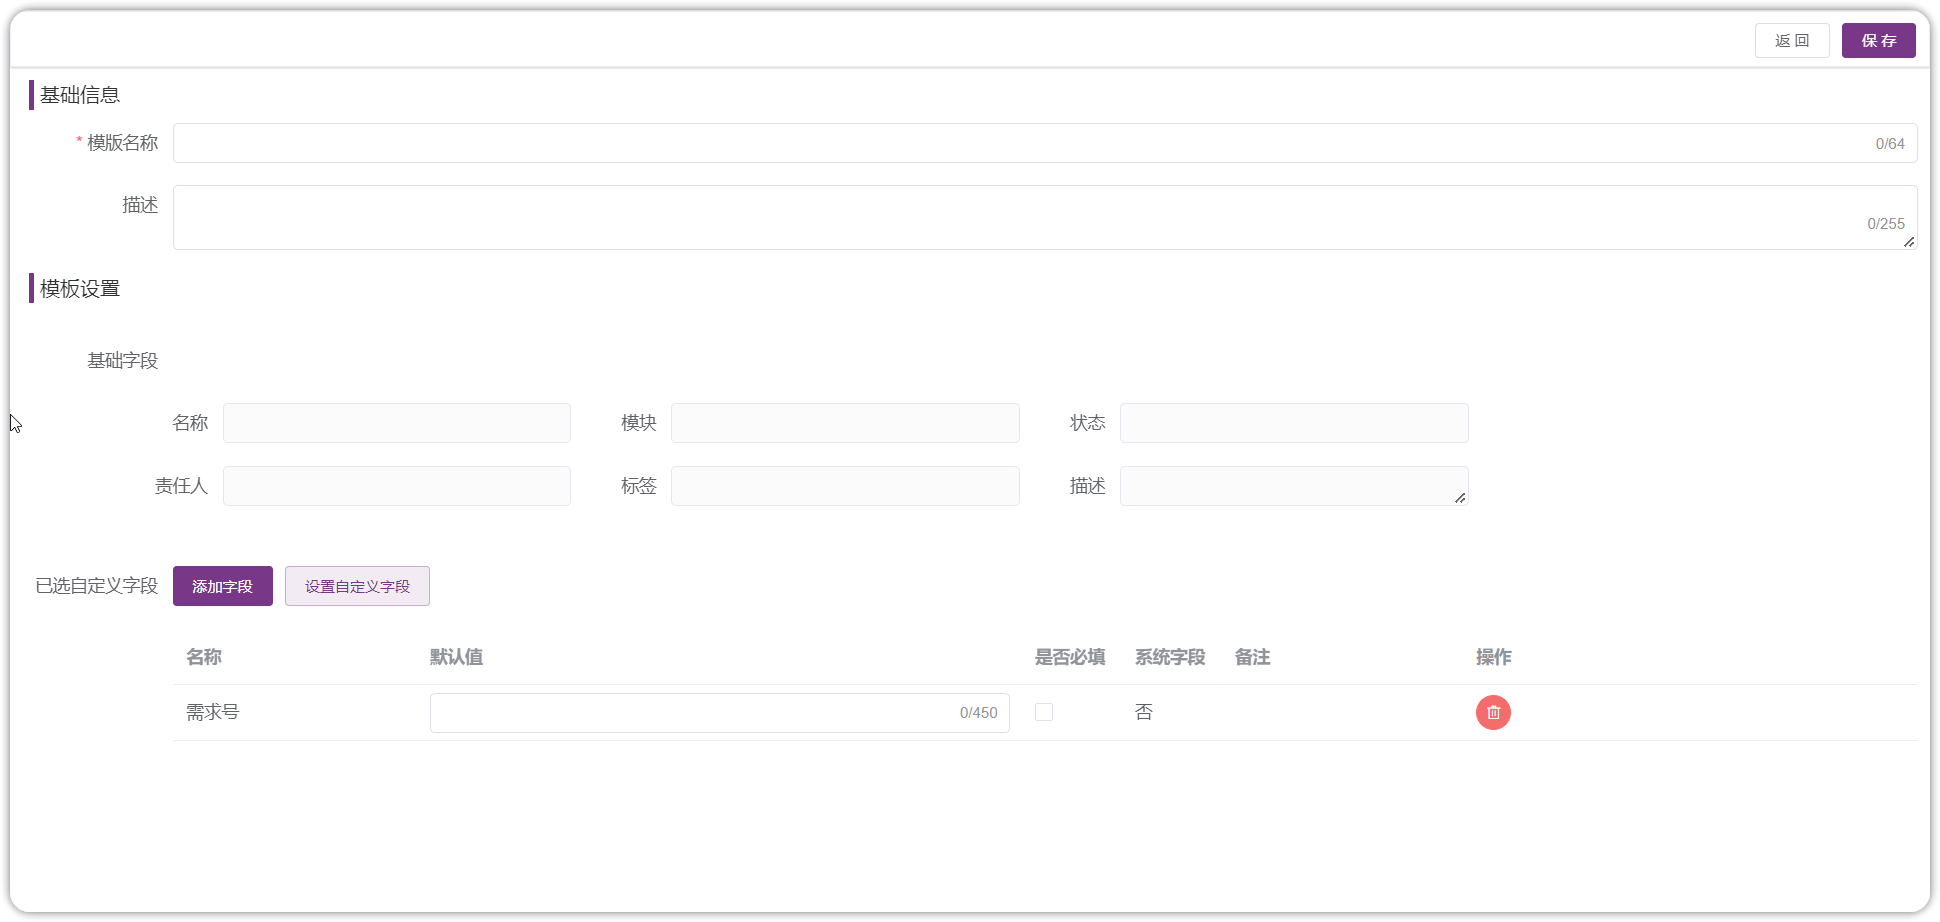 返 回 保 存
基础信息
* 模版名称 0/64
描述 0/255
模板设置
基础字段
名称 模块 状态
责任人 标签 描述
已选自定义字段 添加字段 设置自定义字段
名称 默认值 是否必填 系统字段 备注 操作
需求号 0/450 否